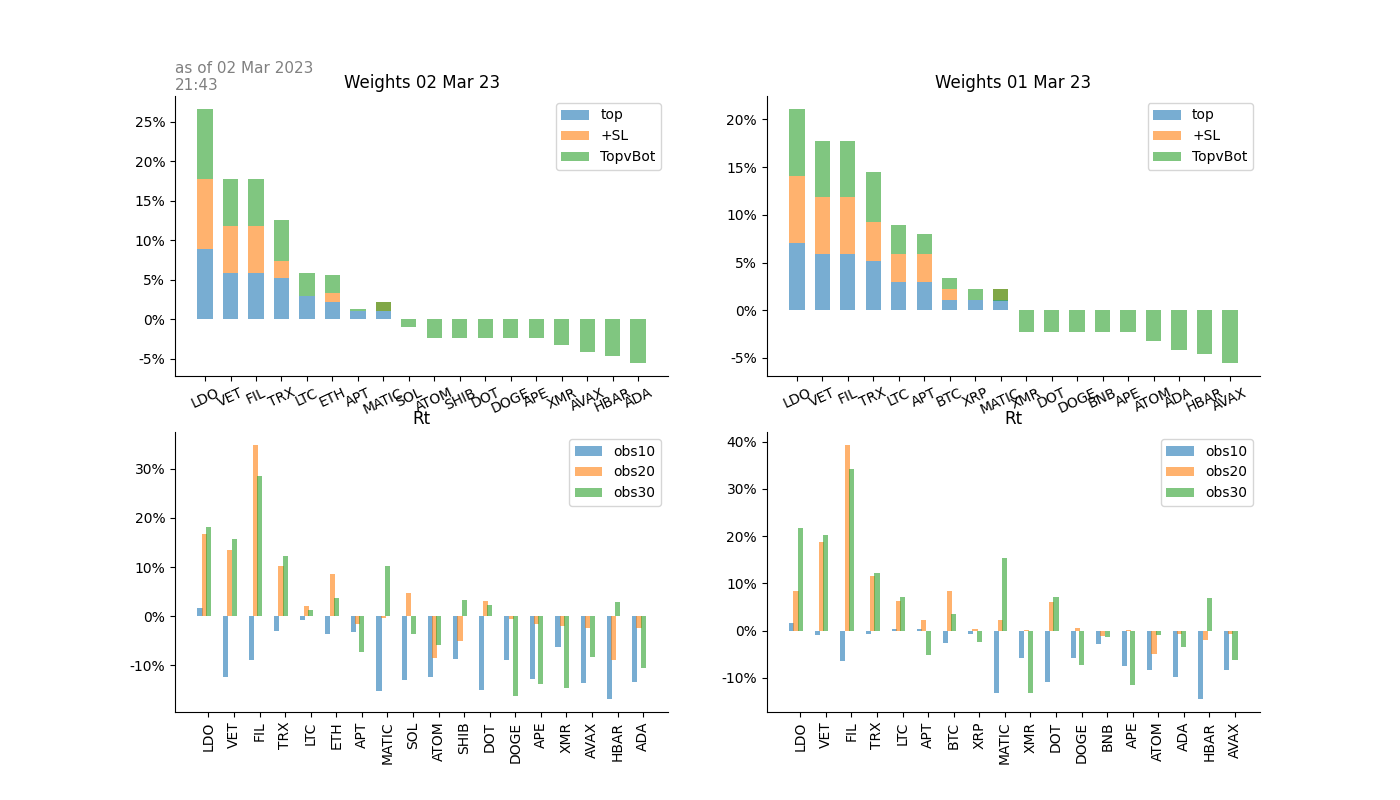 as of 02 Mar 2023
21:43
Weights 02 Mar 23
25%
20%
15%
10%
5%
0%
-5%
top
+SL
TopvBot
LDO VET FIL TRX LTC ETH APT MATIC SOL ATOM SHIB DOT DOGE APE XMR AVAX HBAR ADA
Weights 01 Mar 23
20%
15%
10%
5%
0%
-5%
top
+SL
TopvBot
LDO VET FIL TRX LTC APT BTC XRP MATIC XMR DOT DOGE BNB APE ATOM ADA HBAR AVAX
Rt
30%
20%
10%
0%
-10%
obs10
obs20
obs30
LDO VET FIL TRX LTC ETH APT MATIC SOL ATOM SHIB DOT DOGE APE XMR AVAX HBAR ADA
Rt
40%
30%
20%
10%
0%
-10%
obs10
obs20
obs30
LDO VET FIL TRX LTC APT BTC XRP MATIC XMR DOT DOGE BNB APE ATOM ADA HBAR AVAX